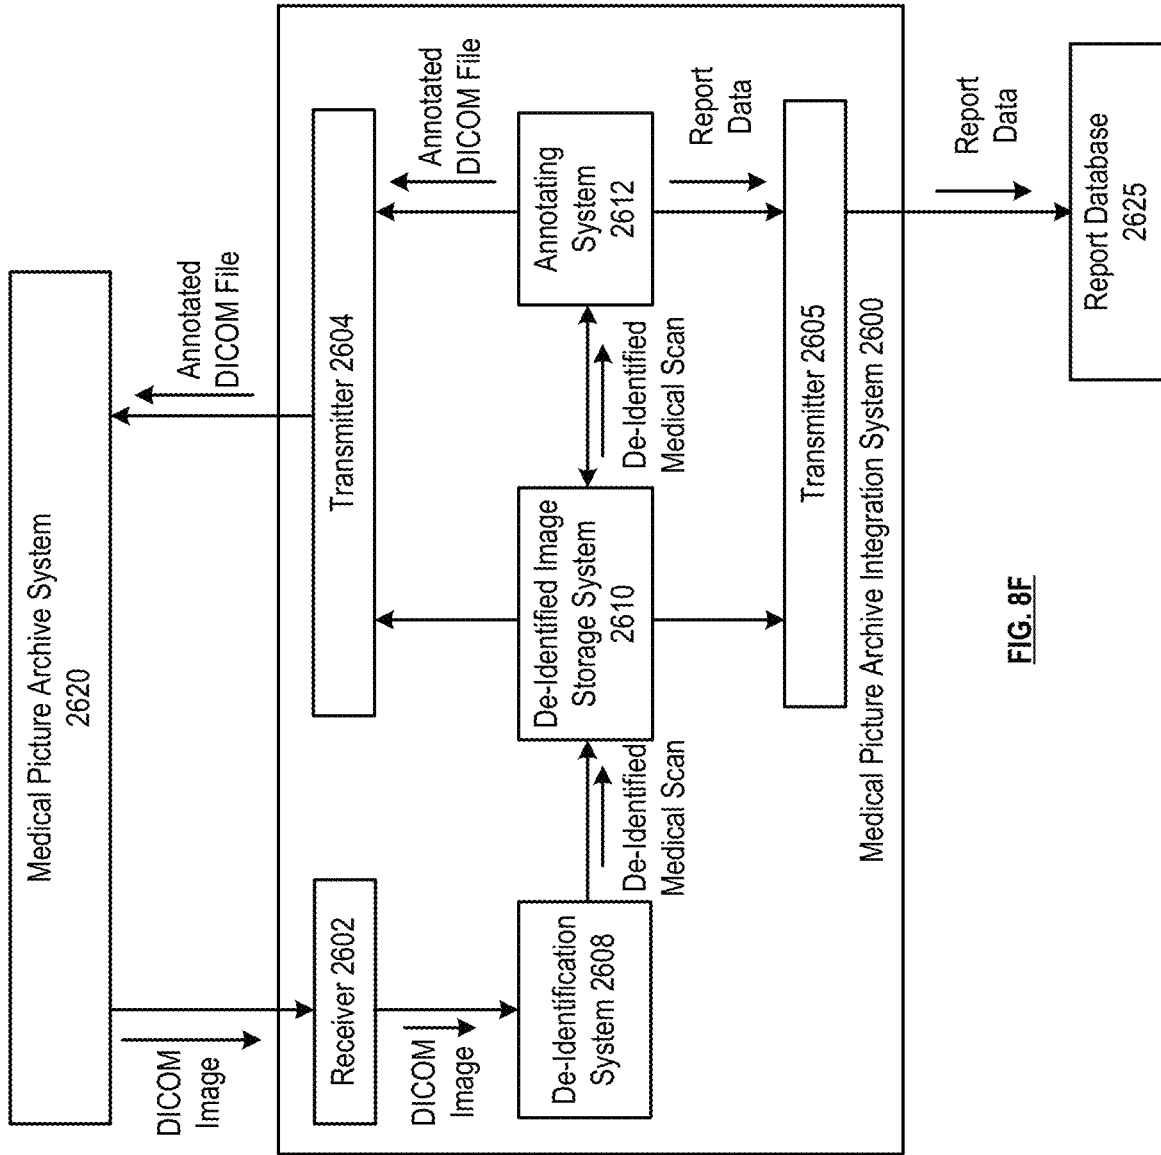 Medical Picture Archive System
2620
DICOM
Image
Annotated
DICOM File
Receiver 2602
Transmitter 2604
DICOM
Image
Annotated
DICOM File
De-Identification
System 2608
De-Identified
Medical Scan
De-Identified Image
Storage System
2610
De-Identified
Medical Scan
Annotating
System
2612
Report
Data
Transmitter 2605
Medical Picture Archive Integration System 2600
Report
Data
Report Database
2625
FIG. 8F